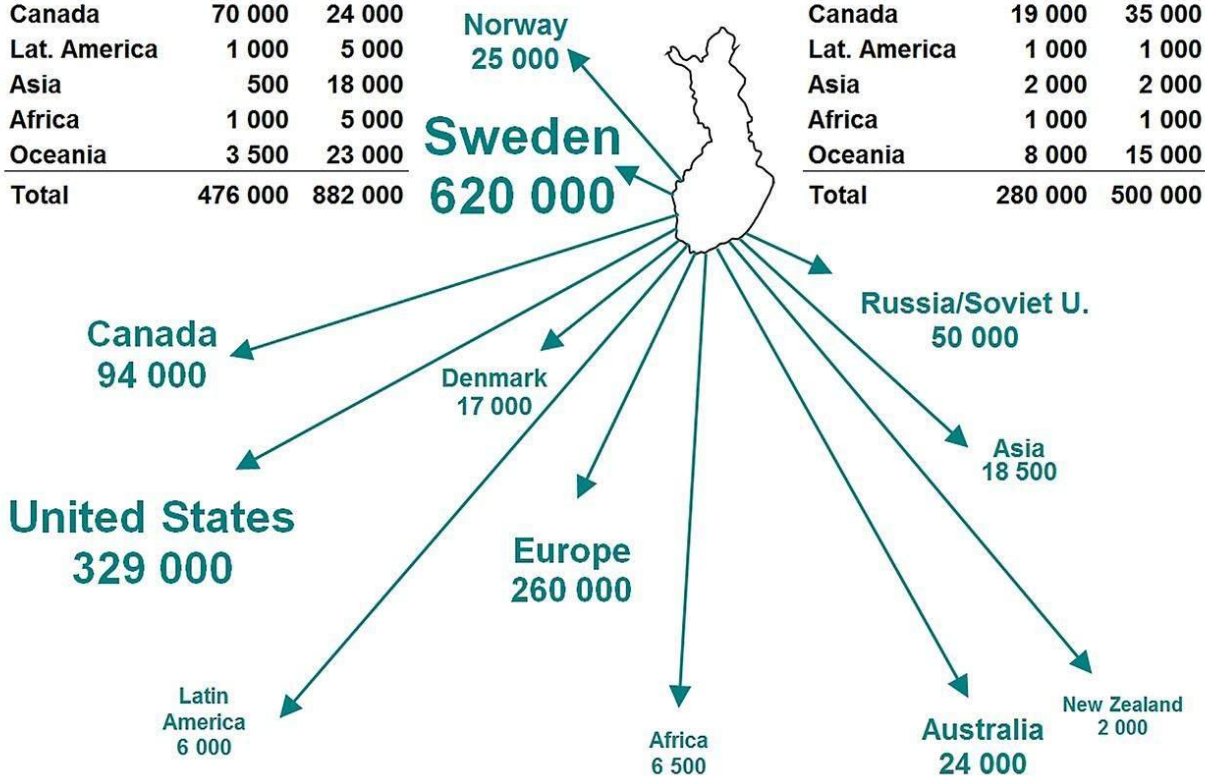 Canada 70 000 24 000
Lat. America 1 000 5 000
Asia 500 18 000
Africa 1 000 5 000
Oceania 3 500 23 000
Total 476 000 882 000
Norway
25 000
Sweden
620 000
Canada 19 000 35 000
Lat. America 1 000 1 000
Asia 2 000 2 000
Africa 1 000 1 000
Oceania 8 000 15 000
Total 280 000 500 000
Russia/Soviet U.
50 000
Canada
94 000
Denmark
17 000
Asia
18 500
United States
329 000
Europe
260 000
Latin
America
6 000
Africa
6 500
Australia
24 000
New Zealand
2 000